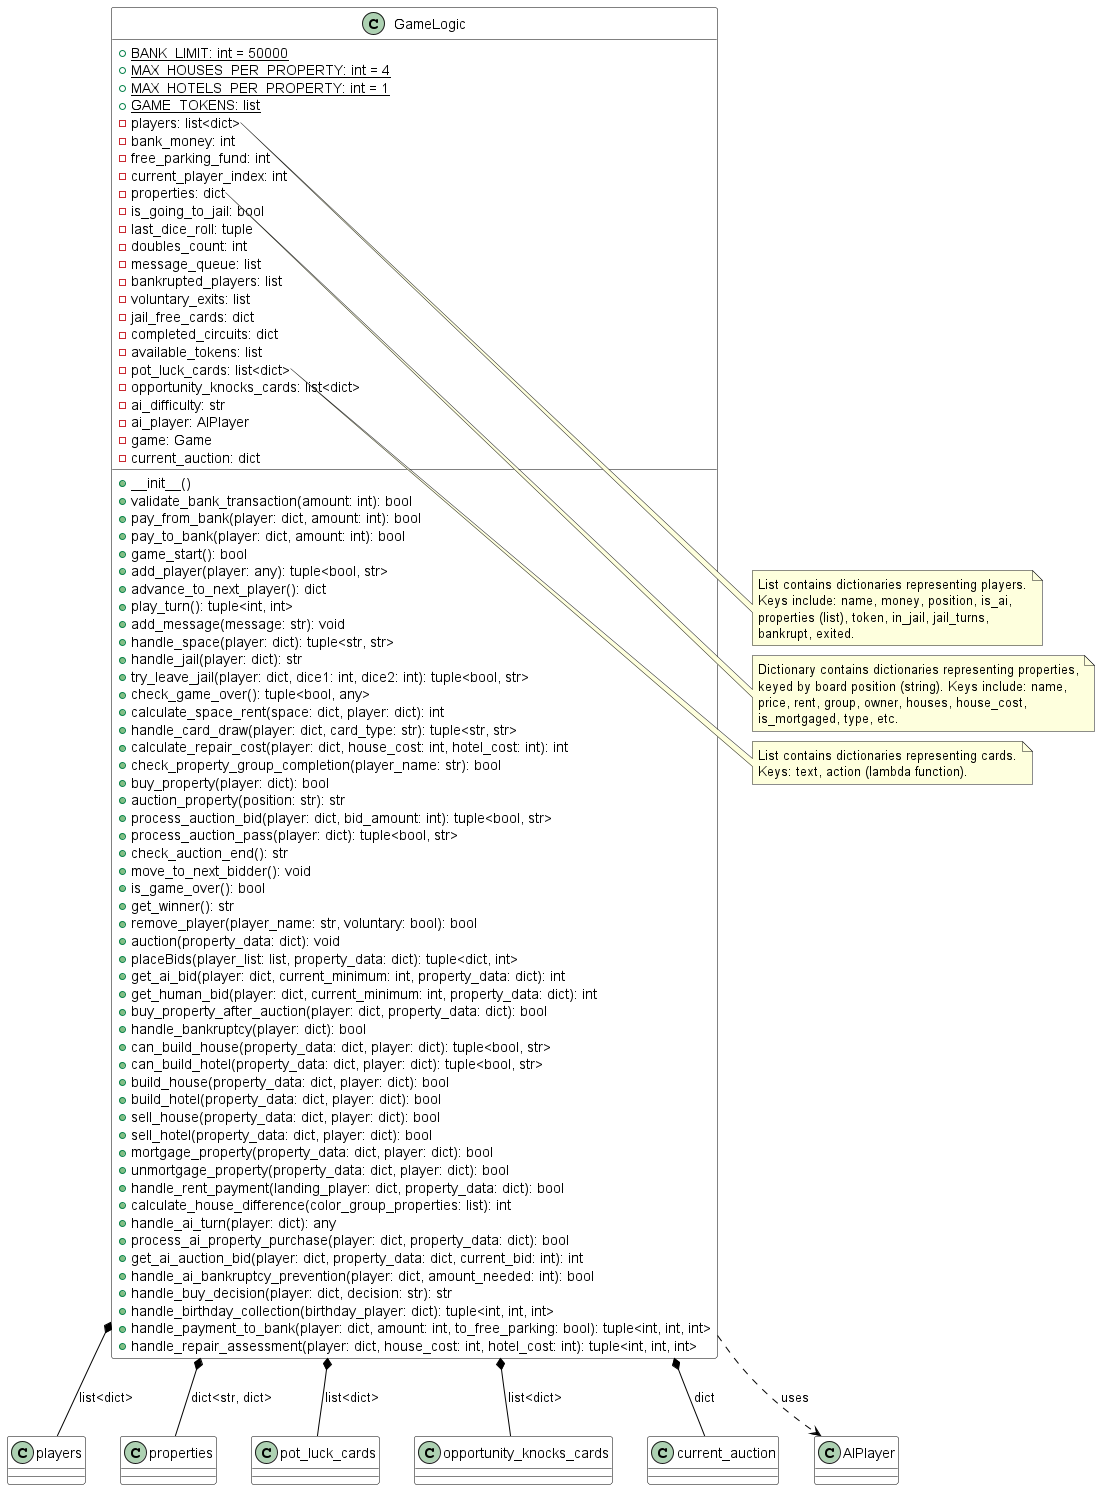 C GameLogic
BANK_LIMIT: int = 50000
MAX_HOUSES_PER_PROPERTY: int = 4
MAX_HOTELS_PER_PROPERTY: int = 1
GAME_TOKENS: list
players: list<dict>
bank_money: int
free_parking_fund: int
current_player_index: int
properties: dict
is_going_to_jail: bool
last_dice_roll: tuple
doubles_count: int
message_queue: list
bankrupted_players: list
voluntary_exits: list
jail_free_cards: dict
completed_circuits: dict
available_tokens: list
pot_luck_cards: list<dict>
opportunity_knocks_cards: list<dict>
ai_difficulty: str
ai_player: AIPlayer
game: Game
current_auction: dict
__init__()
validate_bank_transaction(amount: int): bool
pay_from_bank(player: dict, amount: int): bool
pay_to_bank(player: dict, amount: int): bool
game_start(): bool
add_player(player: any): tuple<bool, str>
advance_to_next_player(): dict
play_turn(): tuple<int, int>
add_message(message: str): void
handle_space(player: dict): tuple<str, str>
handle_jail(player: dict): str
try_leave_jail(player: dict, dice1: int, dice2: int): tuple<bool, str>
check_game_over(): tuple<bool, any>
calculate_space_rent(space: dict, player: dict): int
handle_card_draw(player: dict, card_type: str): tuple<str, str>
calculate_repair_cost(player: dict, house_cost: int, hotel_cost: int): int
check_property_group_completion(player_name: str): bool
buy_property(player: dict): bool
auction_property(position: str): str
process_auction_bid(player: dict, bid_amount: int): tuple<bool, str>
process_auction_pass(player: dict): tuple<bool, str>
check_auction_end(): str
move_to_next_bidder(): void
is_game_over(): bool
get_winner(): str
remove_player(player_name: str, voluntary: bool): bool
auction(property_data: dict): void
placeBids(player_list: list, property_data: dict): tuple<dict, int>
get_ai_bid(player: dict, current_minimum: int, property_data: dict): int
get_human_bid(player: dict, current_minimum: int, property_data: dict): int
buy_property_after_auction(player: dict, property_data: dict): bool
handle_bankruptcy(player: dict): bool
can_build_house(property_data: dict, player: dict): tuple<bool, str>
can_build_hotel(property_data: dict, player: dict): tuple<bool, str>
build_house(property_data: dict, player: dict): bool
build_hotel(property_data: dict, player: dict): bool
sell_house(property_data: dict, player: dict): bool
sell_hotel(property_data: dict, player: dict): bool
mortgage_property(property_data: dict, player: dict): bool
unmortgage_property(property_data: dict, player: dict): bool
handle_rent_payment(landing_player: dict, property_data: dict): bool
calculate_house_difference(color_group_properties: list): int
handle_ai_turn(player: dict): any
process_ai_property_purchase(player: dict, property_data: dict): bool
get_ai_auction_bid(player: dict, property_data: dict, current_bid: int): int
handle_ai_bankruptcy_prevention(player: dict, amount_needed: int): bool
handle_buy_decision(player: dict, decision: str): str
handle_birthday_collection(birthday_player: dict): tuple<int, int, int>
handle_payment_to_bank(player: dict, amount: int, to_free_parking: bool): tuple<int, int, int>
handle_repair_assessment(player: dict, house_cost: int, hotel_cost: int): tuple<int, int, int>
List contains dictionaries representing players.
Keys include: name, money, position, is_ai,
properties (list), token, in_jail, jail_turns,
bankrupt, exited.
Dictionary contains dictionaries representing properties,
keyed by board position (string). Keys include: name,
price, rent, group, owner, houses, house_cost,
is_mortgaged, type, etc.
List contains dictionaries representing cards.
Keys: text, action (lambda function).
list<dict>
dict<str, dict>
list<dict>
list<dict>
dict
uses
C players
C properties
C pot_luck_cards
C opportunity_knocks_cards
C current_auction
C AIPlayer